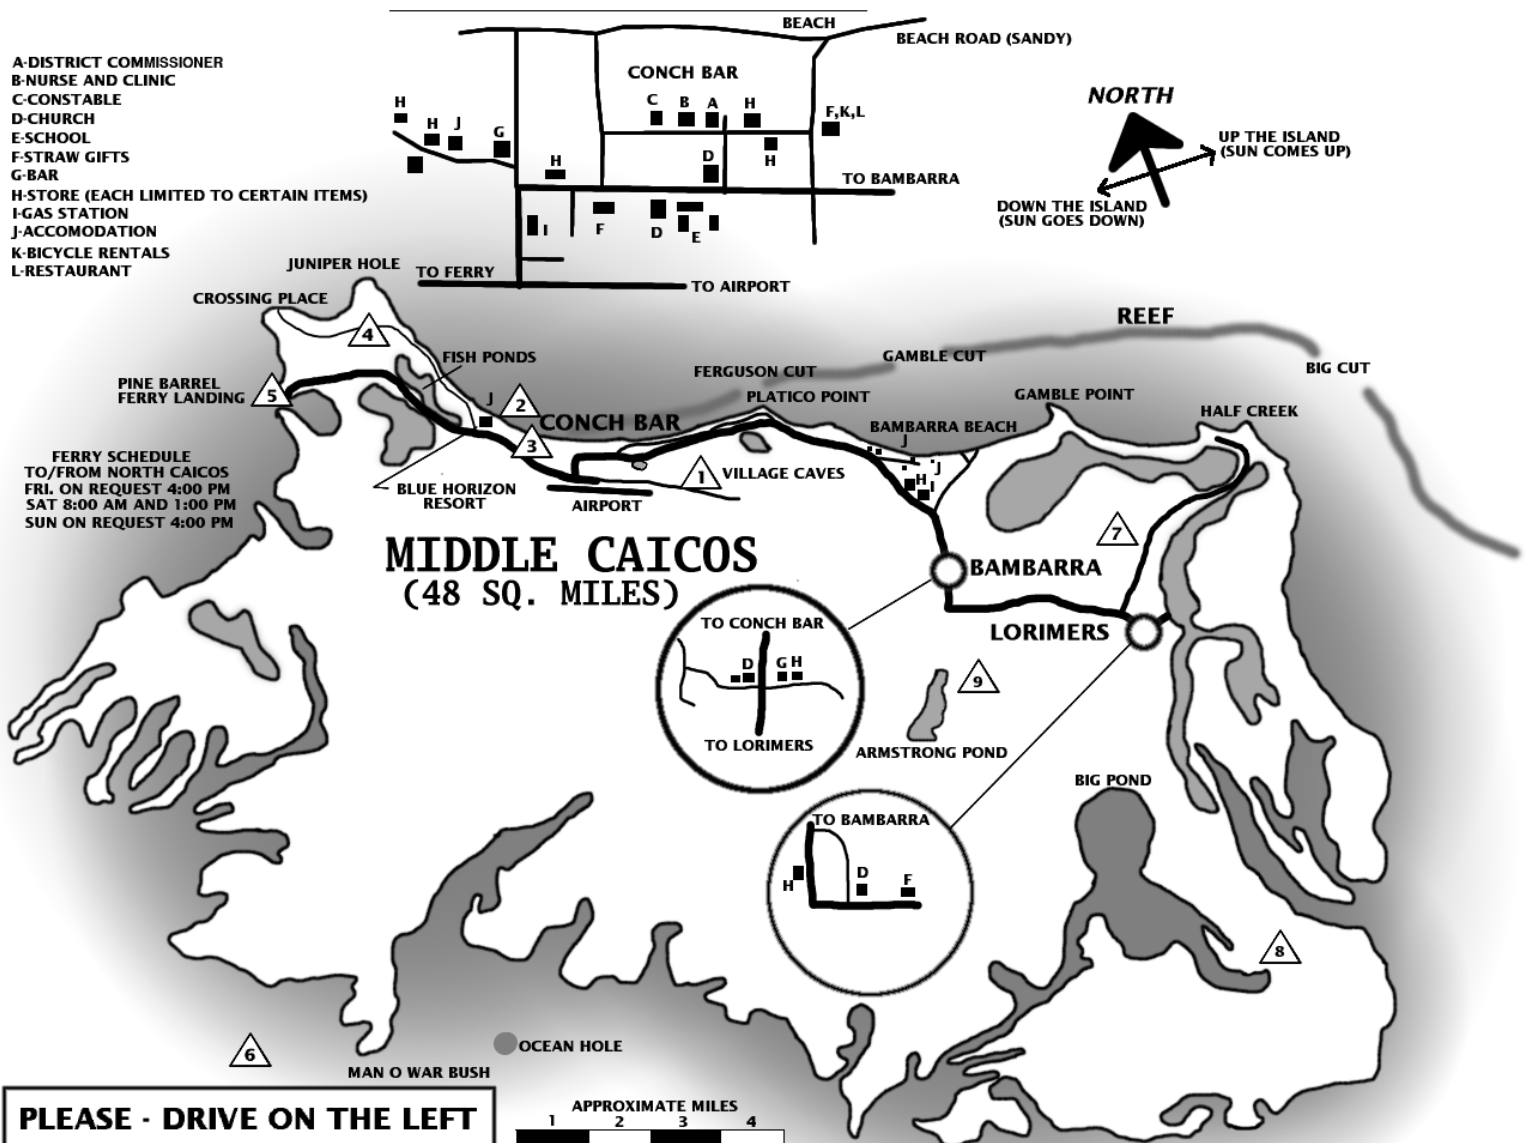 BEACH
BEACH ROAD (SANDY)
A-DISTRICT COMMISSIONER
B-NURSE AND CLINIC
C-CONSTABLE
D-CHURCH
E-SCHOOL
F-STRAW GIFTS
G-BAR
H-STORE (EACH LIMITED TO CERTAIN ITEMS)
I-GAS STATION
J-ACCOMODATION
K-BICYCLE RENTALS
L-RESTAURANT
CONCH BAR
H
H
J
G
H
C
B
A
H
F,K,L
D
H
TO BAMBARRA
I
F
D
E
TO FERRY
TO AIRPORT
NORTH
UP THE ISLAND
(SUN COMES UP)
DOWN THE ISLAND
(SUN GOES DOWN)
JUNIPER HOLE
CROSSING PLACE
4
FISH PONDS
PINE BARREL
FERRY LANDING
5
J
2
CONCH BAR
3
FERGUSON CUT
GAMBLE CUT
REEF
BIG CUT
PLATICO POINT
GAMBLE POINT
HALF CREEK
BAMBARRA BEACH
J
J
H
I
1
VILLAGE CAVES
FERRY SCHEDULE
TO/FROM NORTH CAICOS
FRI. ON REQUEST 4:00 PM
SAT 8:00 AM AND 1:00 PM
SUN ON REQUEST 4:00 PM
BLUE HORIZON
RESORT
AIRPORT
7
MIDDLE CAICOS
(48 SQ. MILES)
BAMBARRA
LORIMERS
TO CONCH BAR
D
G
H
TO LORIMERS
9
ARMSTRONG POND
BIG POND
TO BAMBARRA
H
D
F
8
6
OCEAN HOLE
MAN O WAR BUSH
PLEASE - DRIVE ON THE LEFT
APPROXIMATE MILES
1
2
3
4